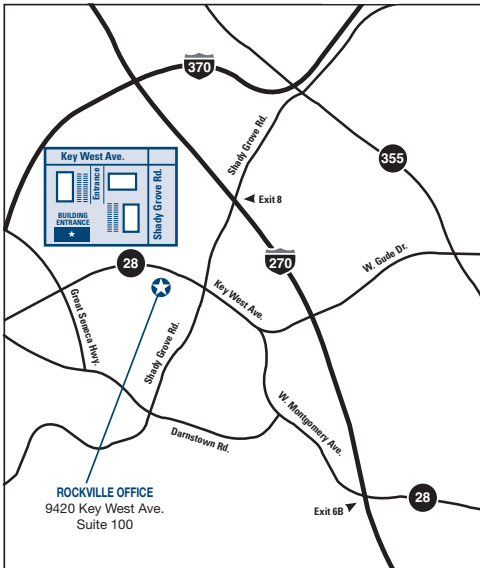 370
Shady Grove Rd.
355
Key West Ave.
Entrance
Shady Grove Rd.
BUILDING
ENTRANCE
Exit 8
28
270
W. Gude Dr.
Great Seneca Hwy.
Key West Ave.
Shady Grove Rd.
W. Montgomery Ave.
Darnstown Rd.
ROCKVILLE OFFICE
9420 Key West Ave.
Suite 100
Exit 6B
28